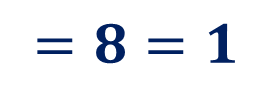 = 8 = 1